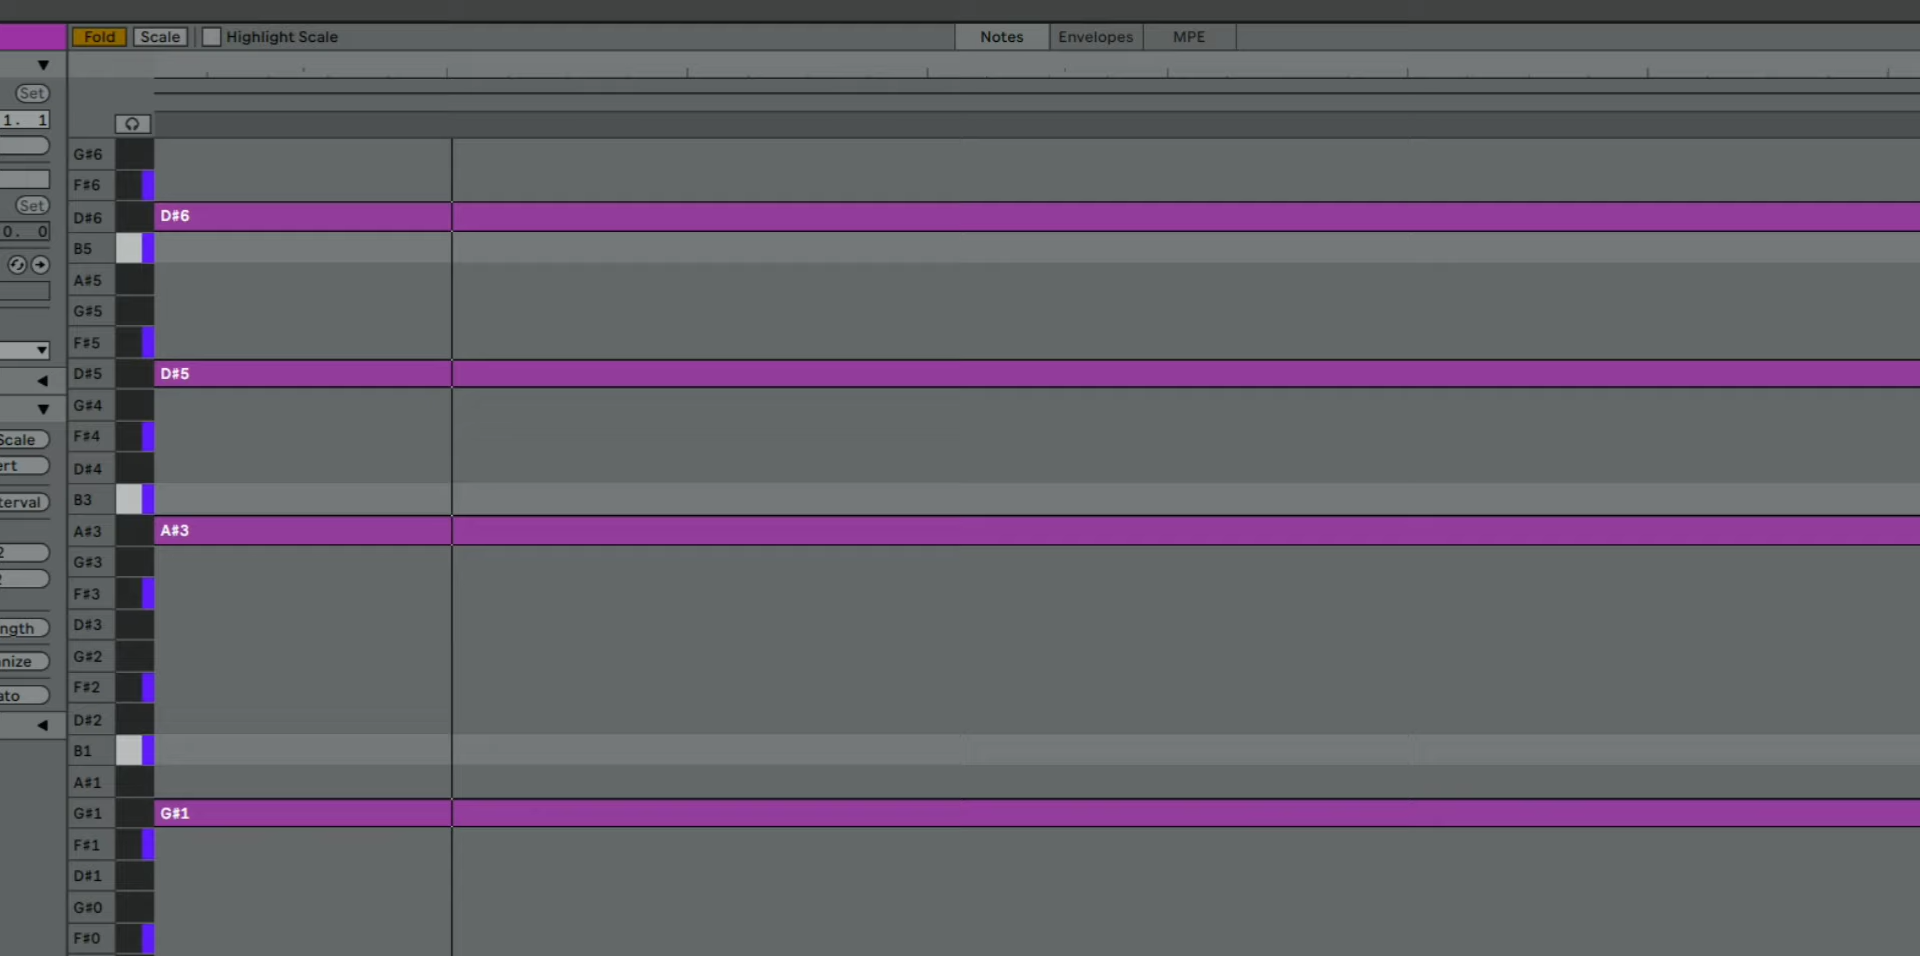 Fold Scale Highlight Scale Notes Envelopes MPE
Set
1. 1
G#6
F#6
Set
D#6 D#6
0. 0
B5
A#5
G#5
F#5
D#5 D#5
G#4
F#4
Scale
ert
D#4
B3
terval
A#3 A#3
2
G#3
2
F#3
D#3
ngth
G#2
nize
F#2
ato
D#2
B1
A#1
G#1 G#1
F#1
D#1
G#0
F#0